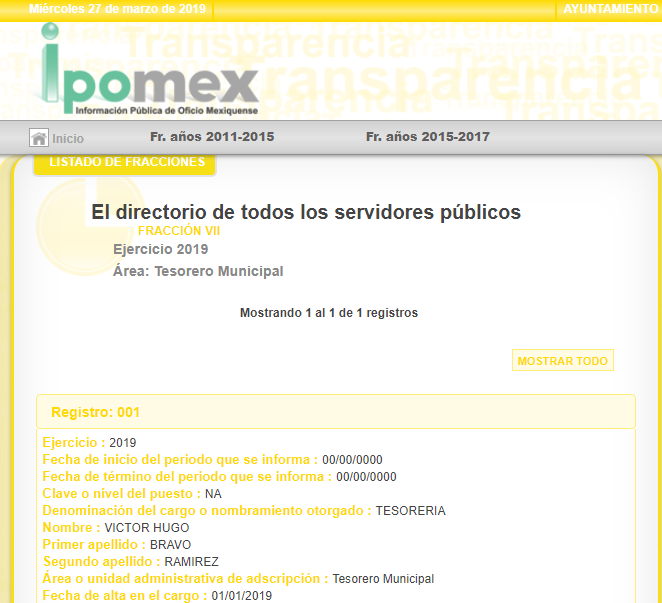 Miércoles 27 de marzo de 2019
AYUNTAMIENTO
Transparencia
ipomex
Información Pública de Oficio Mexiquense
Inicio
Fr. años 2011-2015
Fr. años 2015-2017
LISTADO DE FRACCIONES
El directorio de todos los servidores públicos
FRACCIÓN VII
Ejercicio 2019
Área: Tesorero Municipal
Mostrando 1 al 1 de 1 registros
MOSTRAR TODO
Registro: 001
Ejercicio : 2019
Fecha de inicio del periodo que se informa : 00/00/0000
Fecha de término del periodo que se informa : 00/00/0000
Clave o nivel del puesto : NA
Denominación del cargo o nombramiento otorgado : TESORERIA
Nombre : VICTOR HUGO
Primer apellido : BRAVO
Segundo apellido : RAMIREZ
Área o unidad administrativa de adscripción : Tesorero Municipal
Fecha de alta en el cargo : 01/01/2019